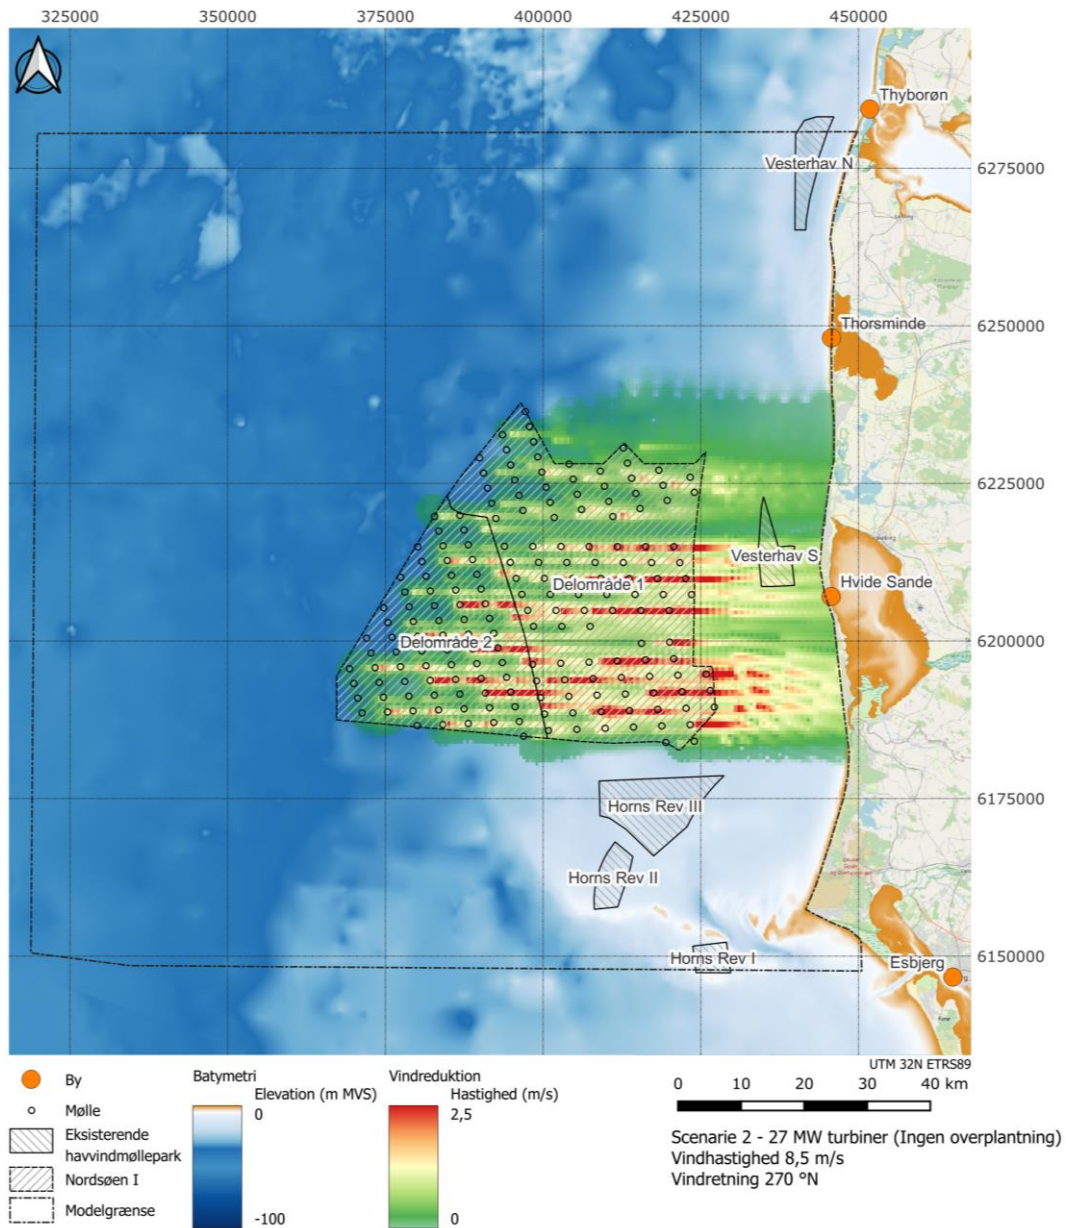 325000 350000 375000 400000 425000 450000
Thyborøn
Vesterhav N
6275000
Thorsminde
6250000
6225000
Vesterhav S
Delområde 1
Hvide Sande
Delområde 2
6200000
Horns Rev III
6175000
Horns Rev II
Horns Rev I
6150000
Esbjerg
UTM 32N ETRS89
By
Mølle
Eksisterende
havvindmøllepark
Nordsøen I
Modelgrænse
Batymetri
Elevation (m MVS)
0
-100
Vindreduktion
Hastighed (m/s)
2,5
0
0 10 20 30 40 km
Scenarie 2 - 27 MW turbiner (Ingen overplantning)
Vindhastighed 8,5 m/s
Vindretning 270 °N